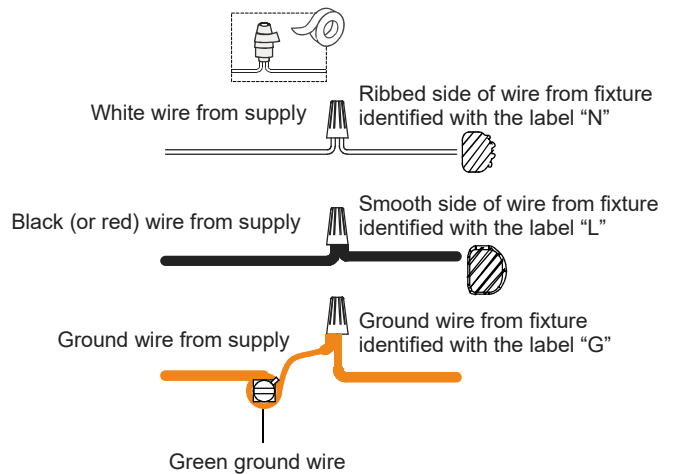 White wire from supply
Ribbed side of wire from fixture
identified with the label “N”
Black (or red) wire from supply
Smooth side of wire from fixture
identified with the label “L”
Ground wire from supply
Ground wire from fixture
identified with the label “G”
Green ground wire